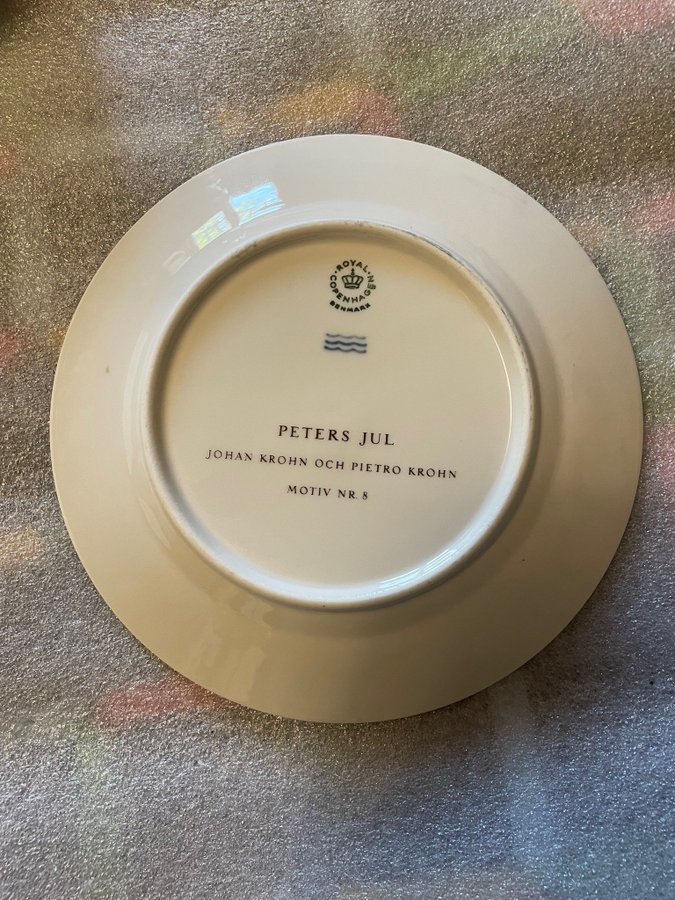 ROYAL COPENHAGEN
DENMARK
PETERS JUL
JOHAN KROHN OCH PIETRO KROHN
MOTIV NR. 8